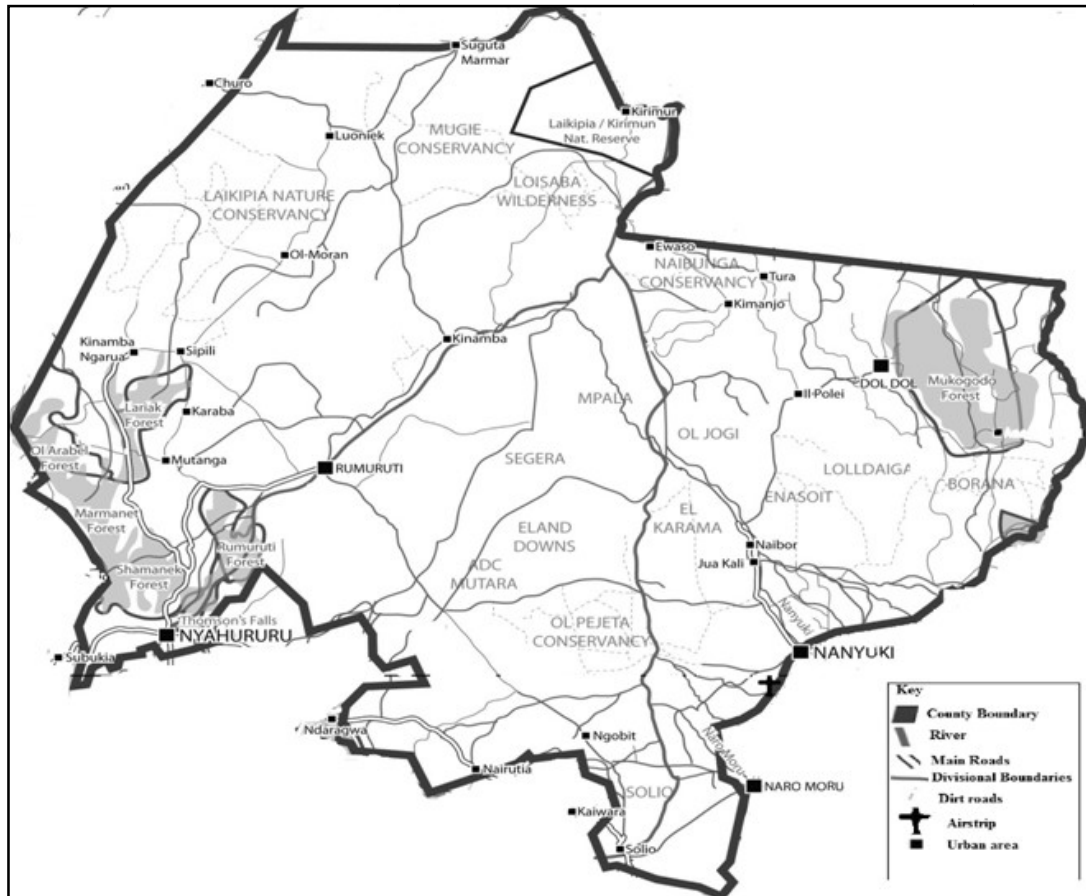 Suguta
Marmar
Churo
Kirimur
Laikipia / Kirimun
Nat. Reserve
Luoniek
MUGIE
CONSERVANCY
LOISABA
WILDERNESS
LAIKIPIA NATURE
CONSERVANCY
Ol-Moran
Ewaso
NAIBUNGA
CONSERVANCY
Tura
Kimanjo
Kinamba
Ngarua
Sipili
Kinamba
DOL DOL
Mukogodo
Forest
Il Polei
Lariak
Forest
Karaba
MPALA
OL JOGI
Ol Arabel
Forest
Mutanga
RUMURUTI
SEGERA
LOLLDAIGA
ENASOIT
BORANA
Marmanet
Forest
EL
KARAMA
ELAND
DOWNS
Rumuruti
Forest
Naibor
Jua Kali
Shamanek
Forest
ADC
MUTARA
Nanyuki
Thomson's Falls
NYAHURURU
OL PEJETA
CONSERVANCY
Subukia
NANYUKI
Ndaragwa
Ngobit
Naro Moru
Nairutia
SOLIO
NARO MORU
Kaiwara
Solio
Key
County Boundary
River
Main Roads
Divisional Boundaries
Dirt roads
Airstrip
Urban area